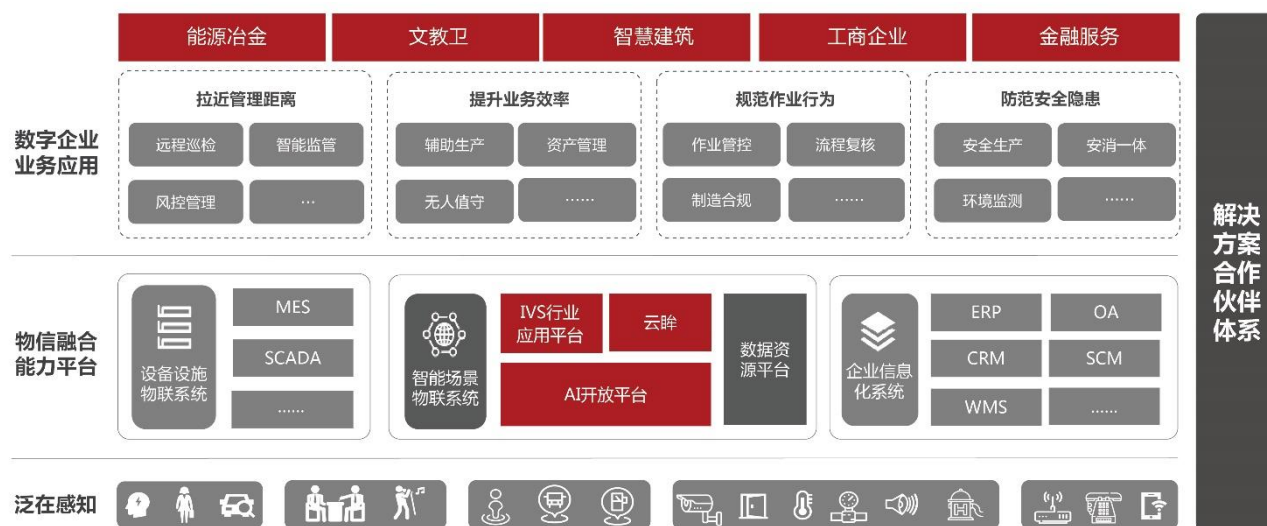 能源冶金
文教卫
智慧建筑
工商企业
金融服务
数字企业
业务应用
拉近管理距离
远程巡检
智能监管
风控管理
...
提升业务效率
辅助生产
资产管理
无人值守
......
规范作业行为
作业管控
流程复核
制造合规
......
防范安全隐患
安全生产
安消一体
环境监测
......
物信融合
能力平台
设备设施
物联系统
MES
SCADA
......
智能场景
物联系统
IVS行业
应用平台
云眸
AI开放平台
数据资
源平台
企业信息
化系统
ERP
OA
CRM
SCM
WMS
......
泛在感知
解决
方案
合作
伙伴
体系